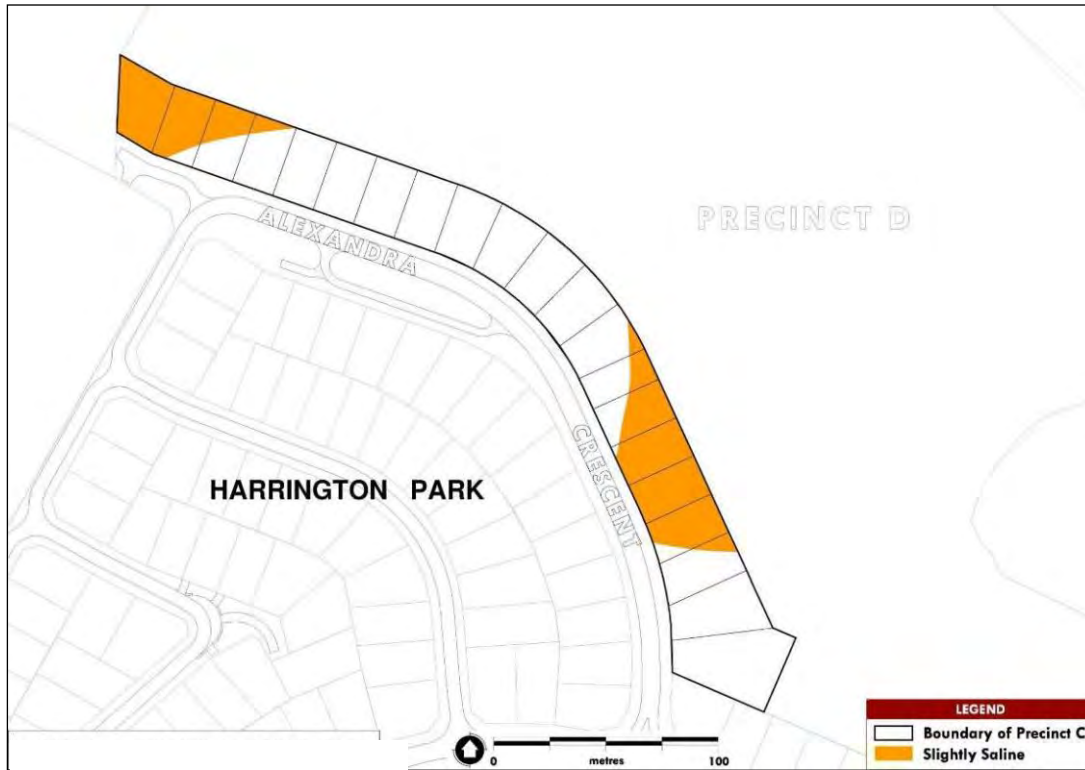 PRECINCT D
ALEXANDRA
CRESCENT
HARRINGTON PARK
LEGEND
Boundary of Precinct C
Slightly Saline
0 metres 100